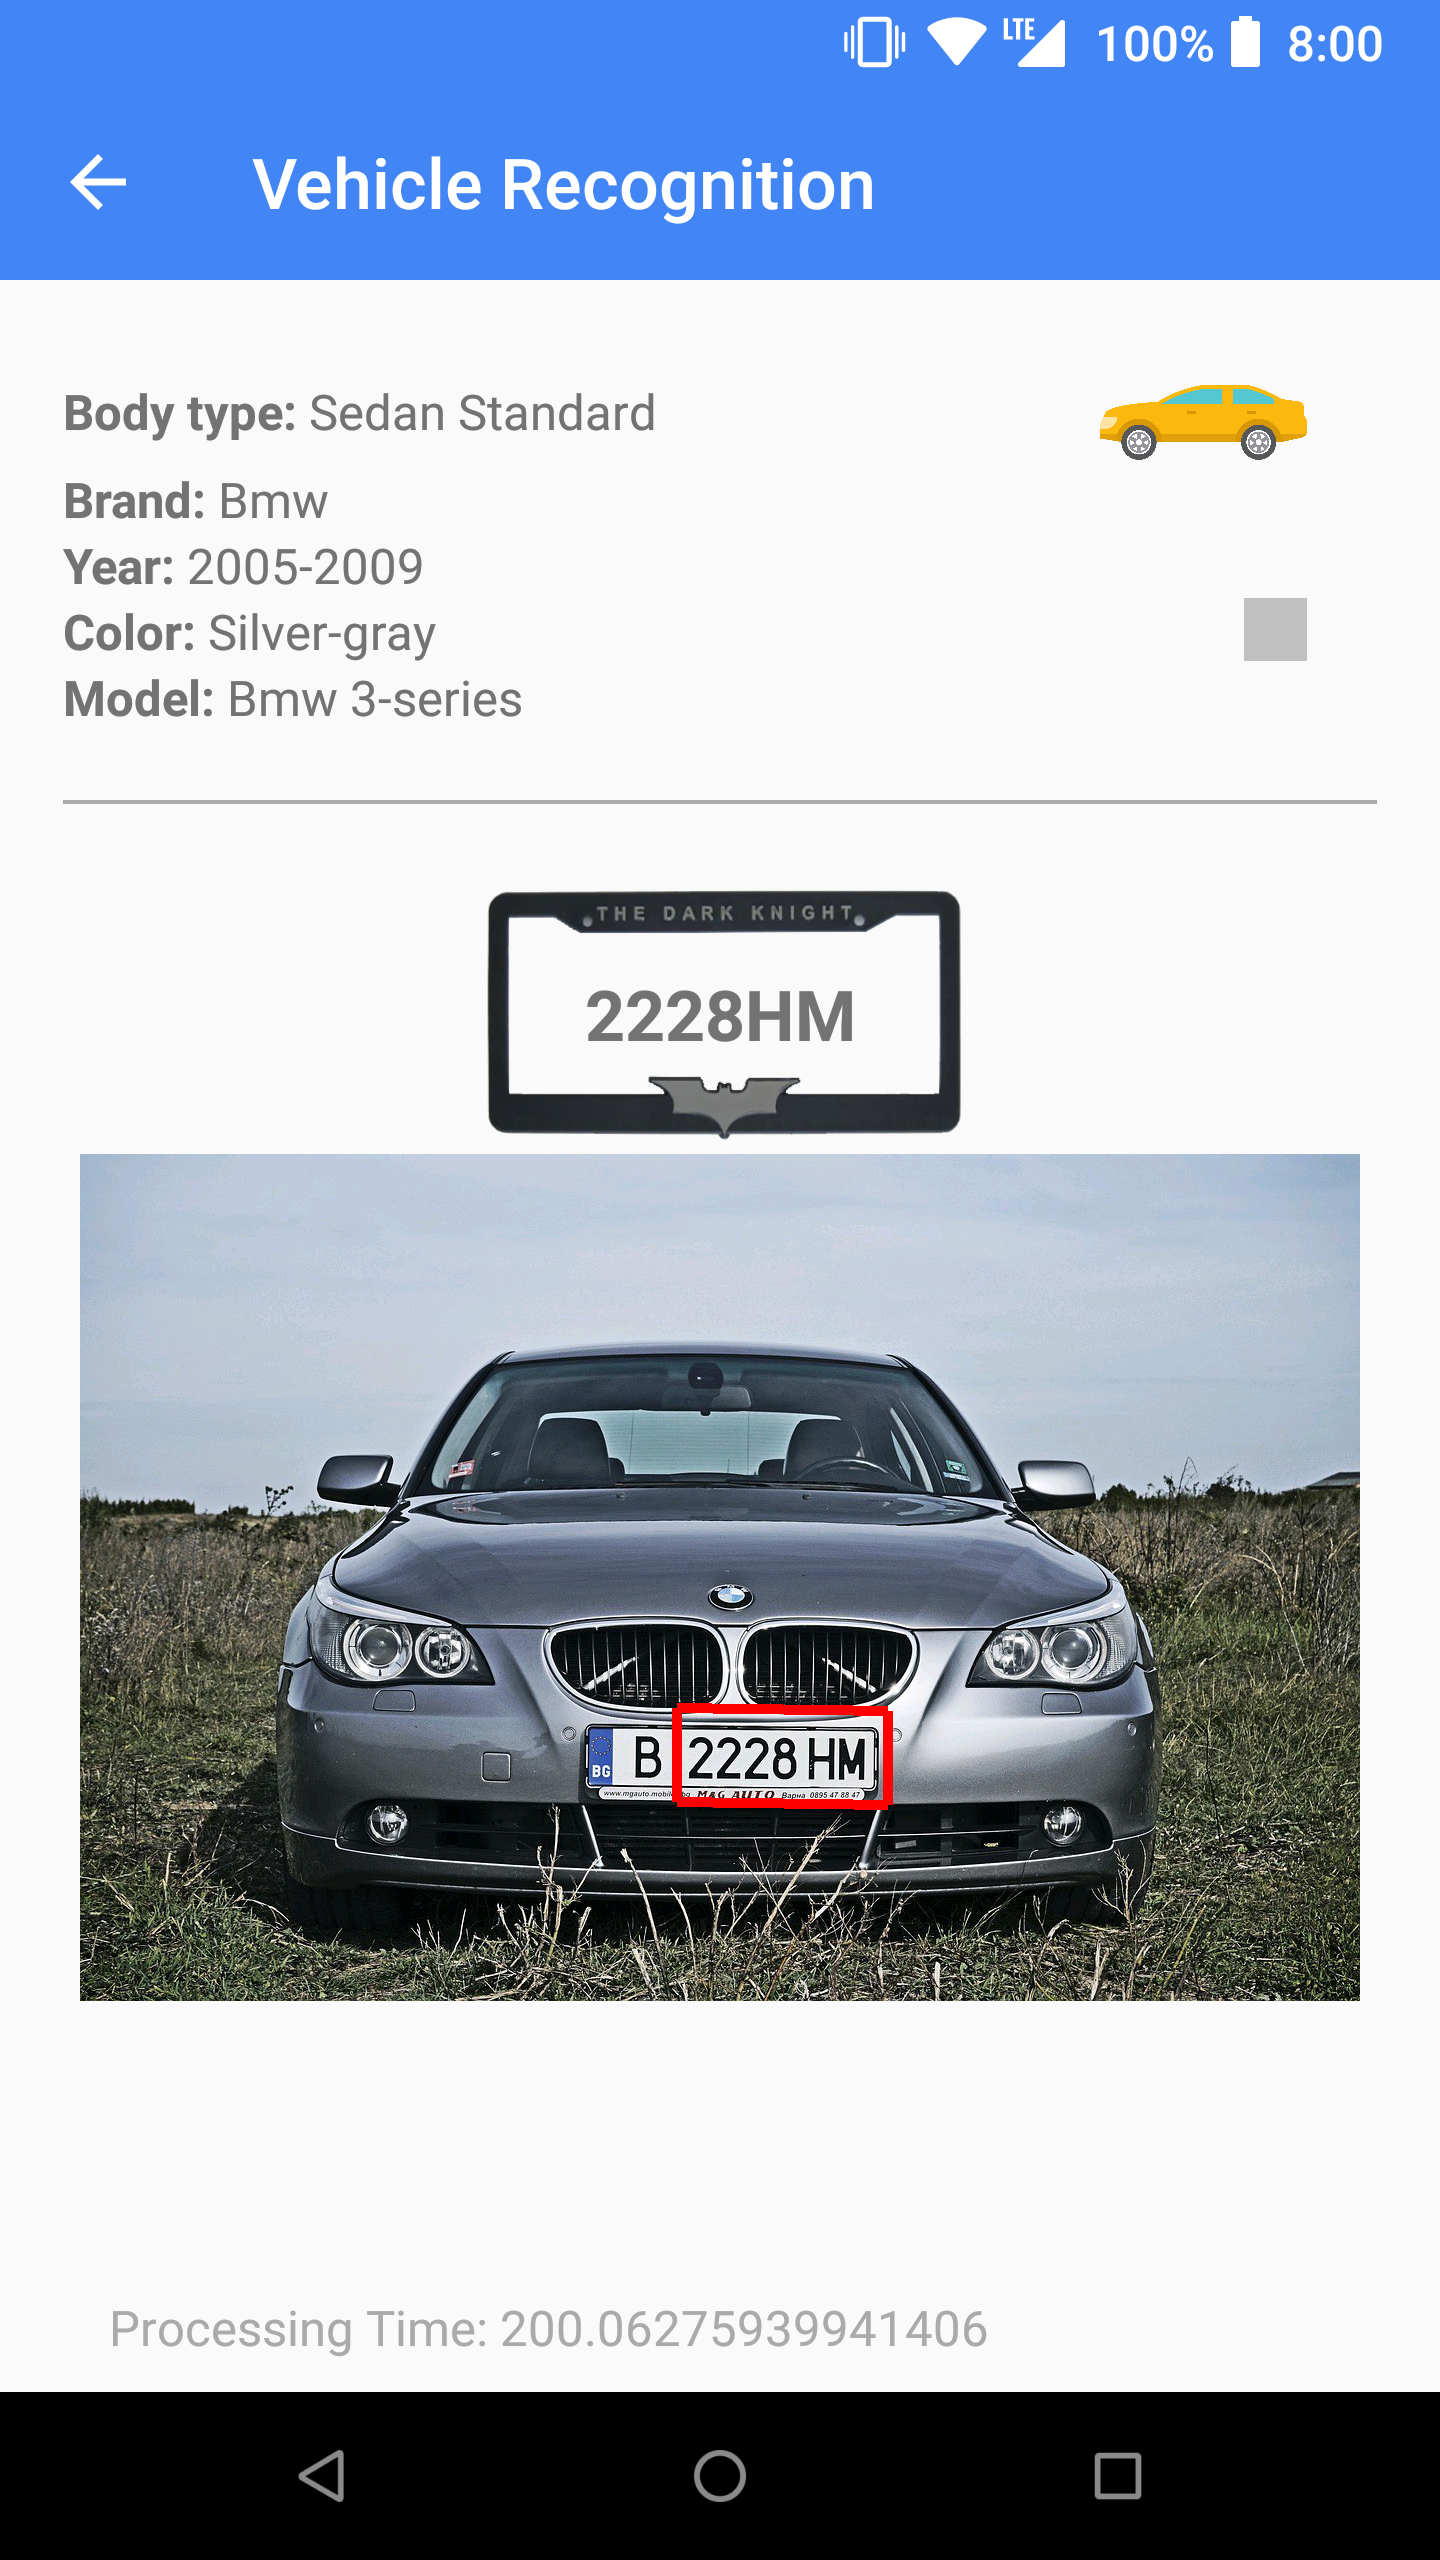 LTE 100% 8:00
Vehicle Recognition
Body type: Sedan Standard
Brand: Bmw
Year: 2005-2009
Color: Silver-gray
Model: Bmw 3-series
THE DARK KNIGHT
2228HM
BG B 2228 HM
www.mgauto.mobile.bg M&G AUTO Варна 0895 47 88 47
Processing Time: 200.06275939941406